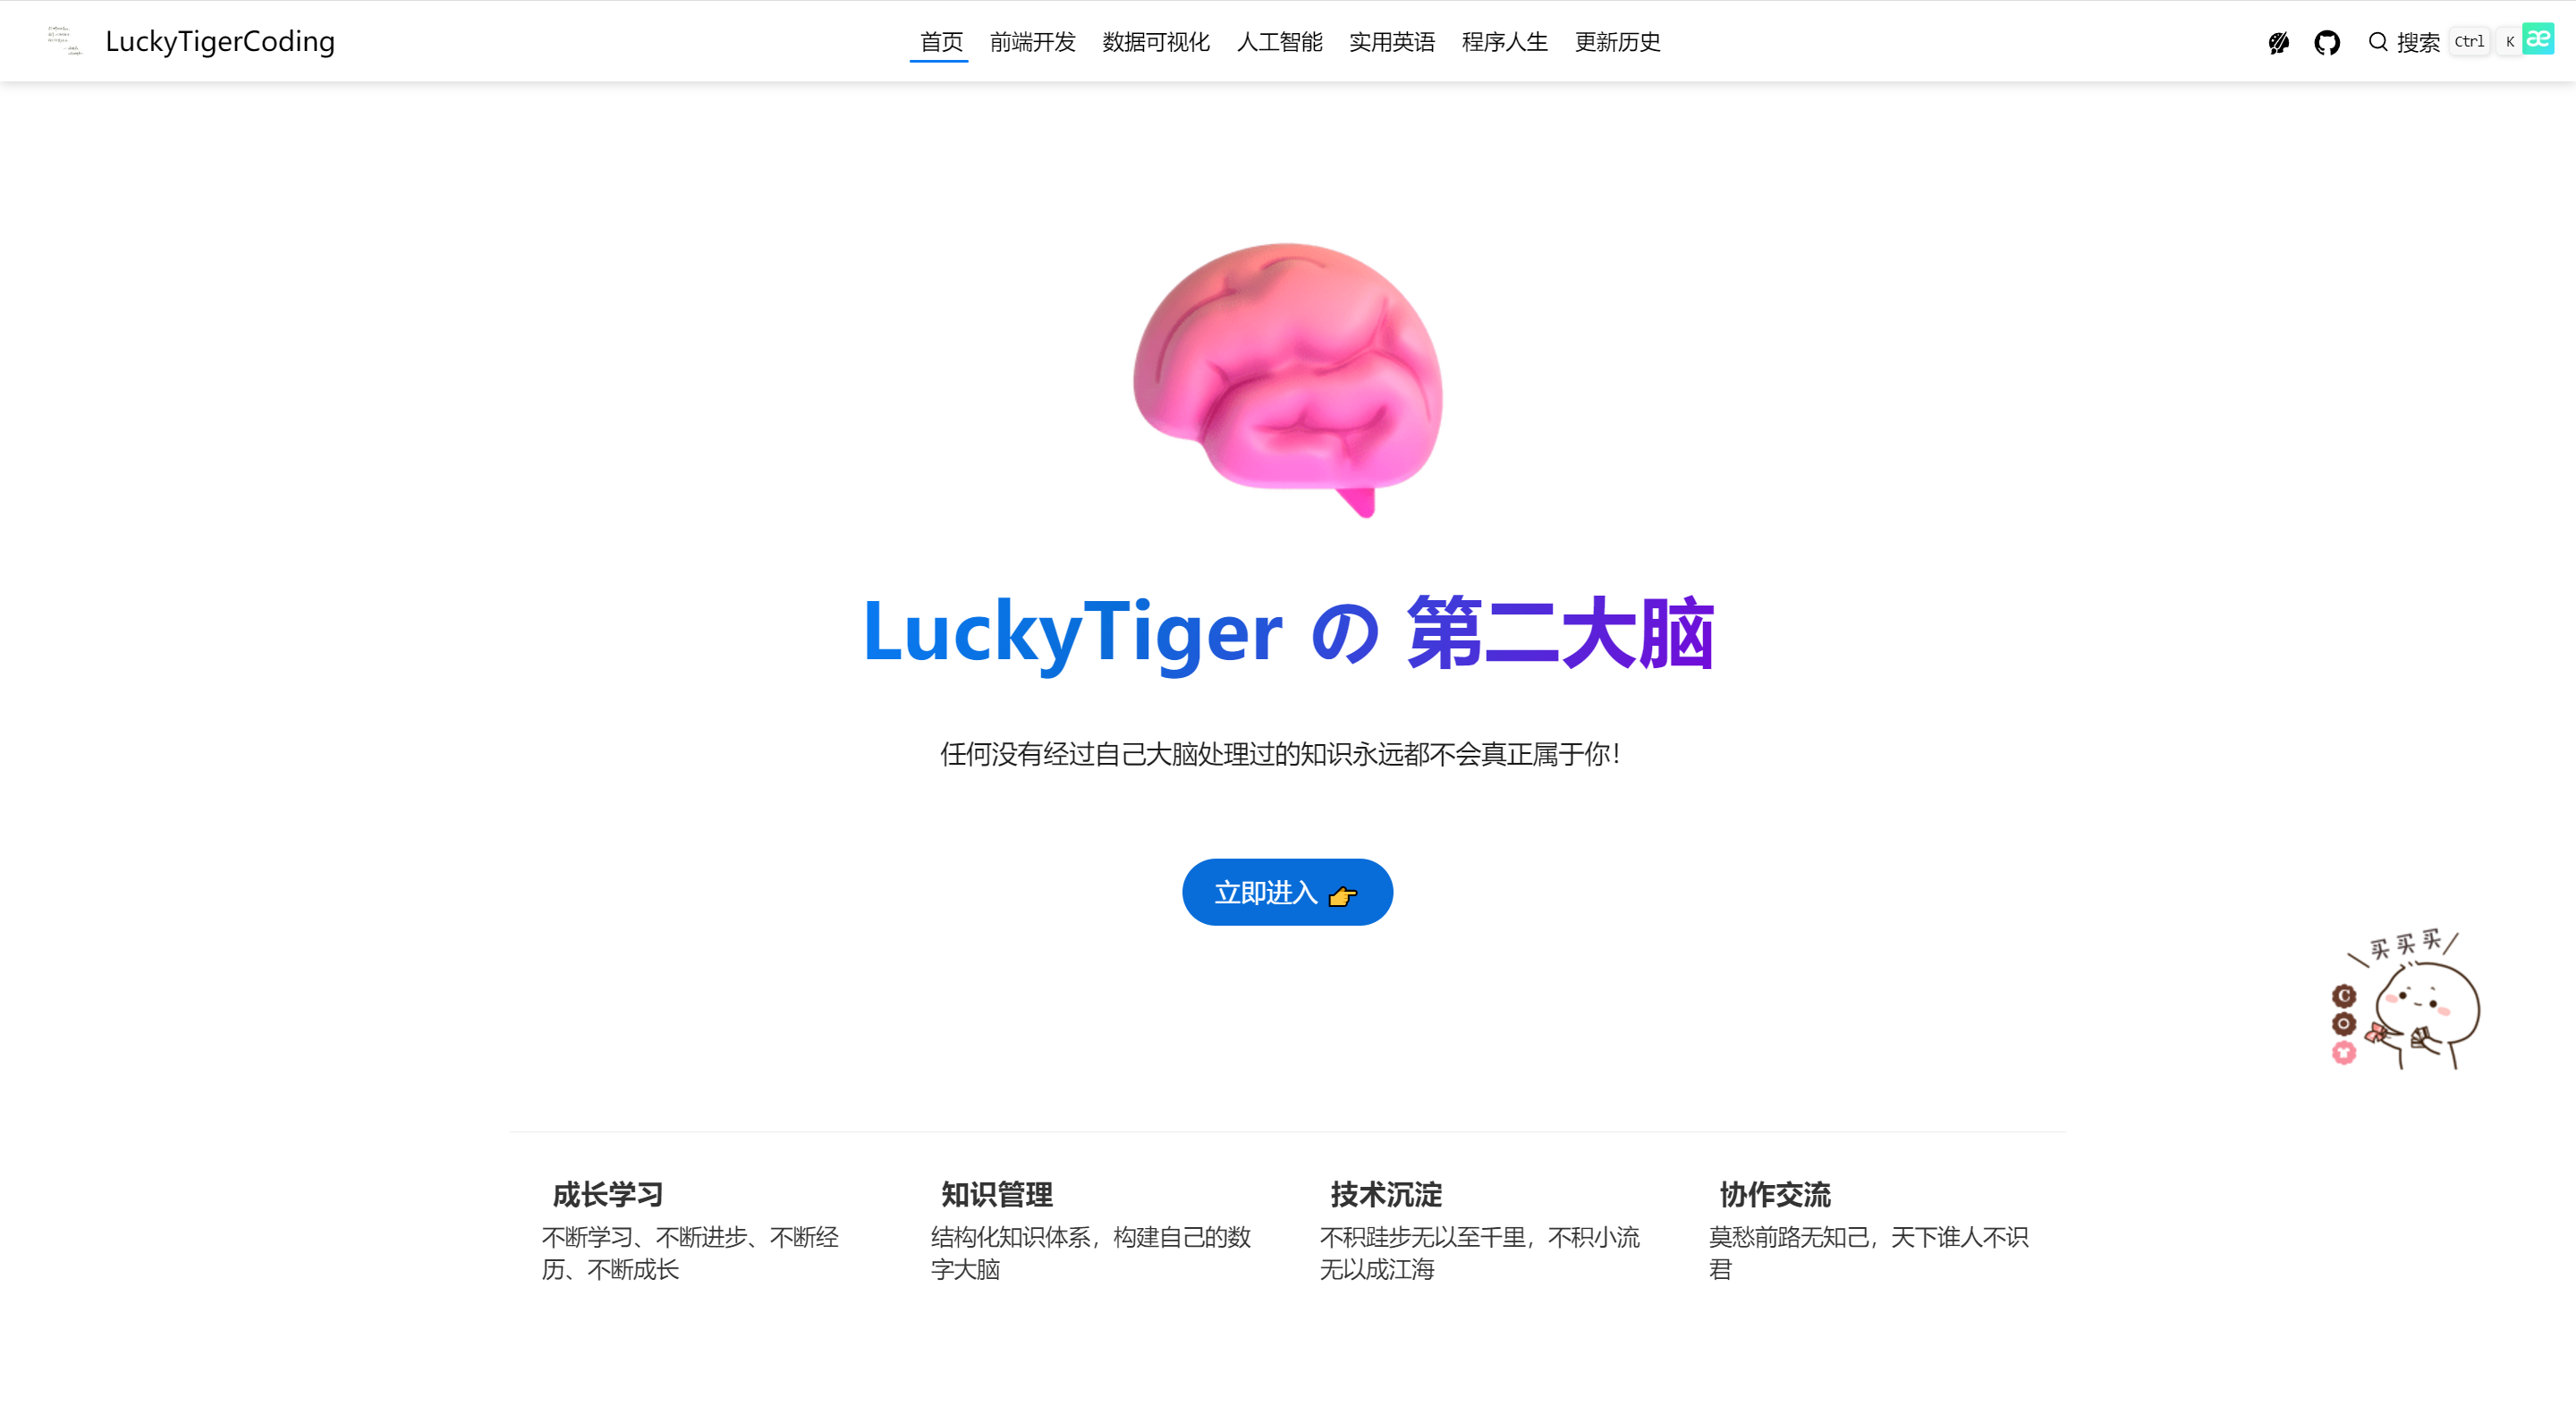 LuckyTigerCoding
首页 前端开发 数据可视化 人工智能 实用英语 程序人生 更新历史
搜索 Ctrl K æ
LuckyTiger の 第二大脑
任何没有经过自己大脑处理过的知识永远都不会真正属于你！
立即进入 👉
买买买
C
O
成长学习
不断学习、不断进步、不断经
历、不断成长
知识管理
结构化知识体系，构建自己的数
字大脑
技术沉淀
不积跬步无以至千里，不积小流
无以成江海
协作交流
莫愁前路无知己，天下谁人不识
君